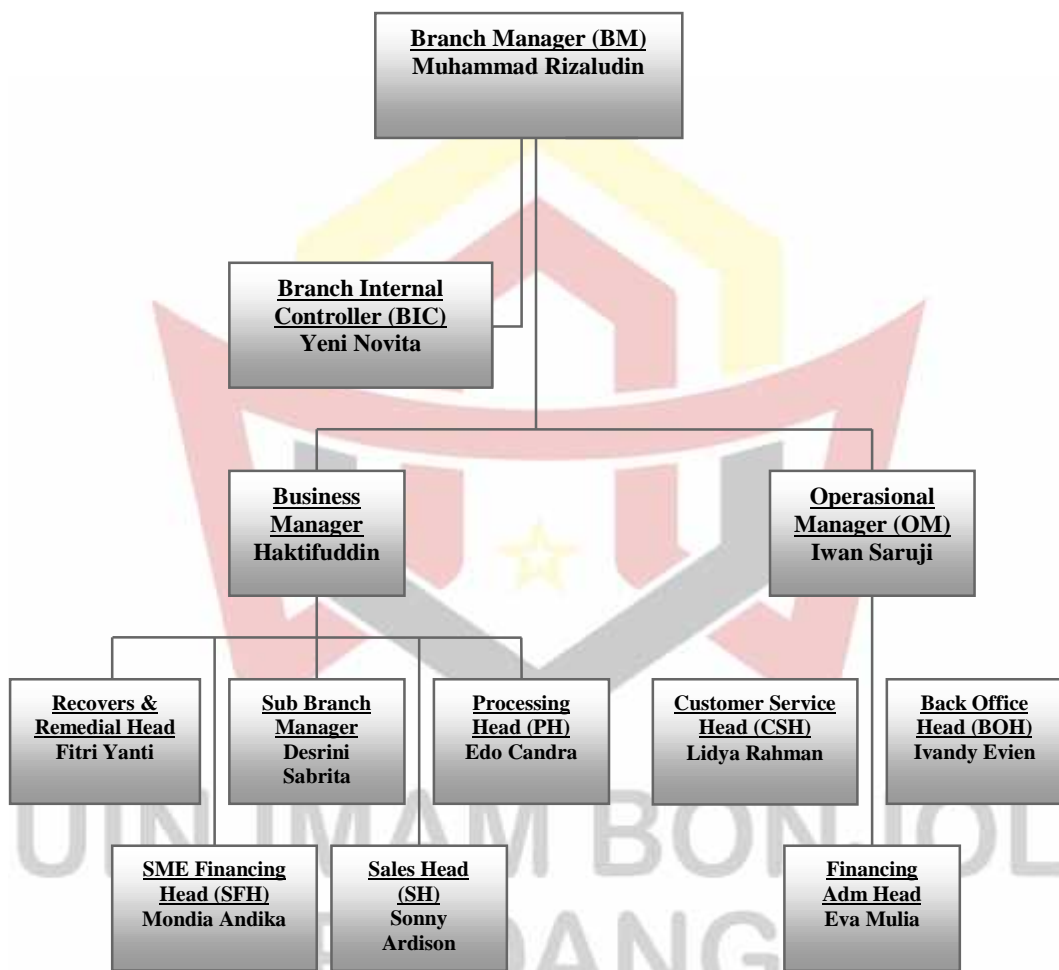 Branch Manager (BM)
Muhammad Rizaludin
Branch Internal
Controller (BIC)
Yeni Novita
Business
Manager
Haktifuddin
Operasional
Manager (OM)
Iwan Saruji
Recovers &
Remedial Head
Fitri Yanti
Sub Branch
Manager
Desrini
Sabrita
Processing
Head (PH)
Edo Candra
Customer Service
Head (CSH)
Lidya Rahman
Back Office
Head (BOH)
Ivandy Evien
SME Financing
Head (SFH)
Mondia Andika
Sales Head
(SH)
Sonny
Ardison
Financing
Adm Head
Eva Mulia
UIN IMAM BONJOL